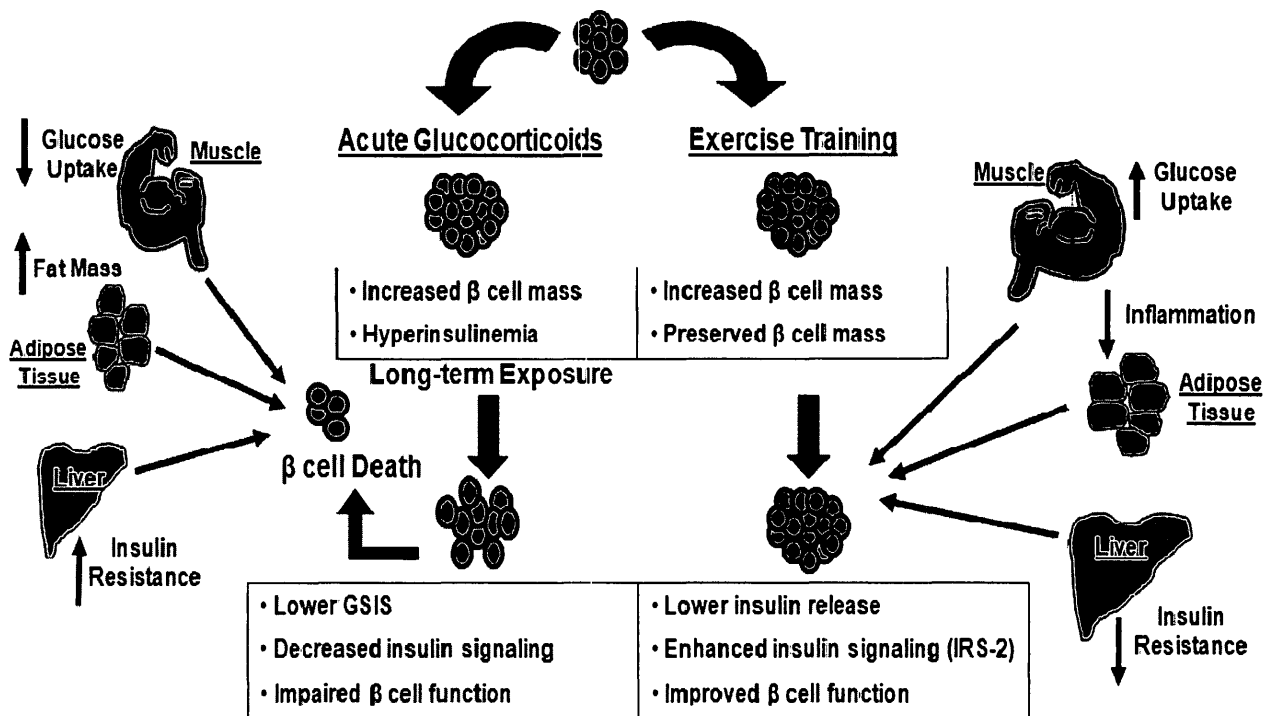 Acute Glucocorticoids
Exercise Training
Glucose
Uptake
Muscle
Fat Mass
Adipose
Tissue
Liver
Insulin
Resistance
• Increased β cell mass
• Hyperinsulinemia
• Increased β cell mass
• Preserved β cell mass
Long-term Exposure
β cell Death
• Lower GSIS
• Decreased insulin signaling
• Impaired β cell function
• Lower insulin release
• Enhanced insulin signaling (IRS-2)
• Improved β cell function
Muscle
Glucose
Uptake
Inflammation
Adipose
Tissue
Liver
Insulin
Resistance